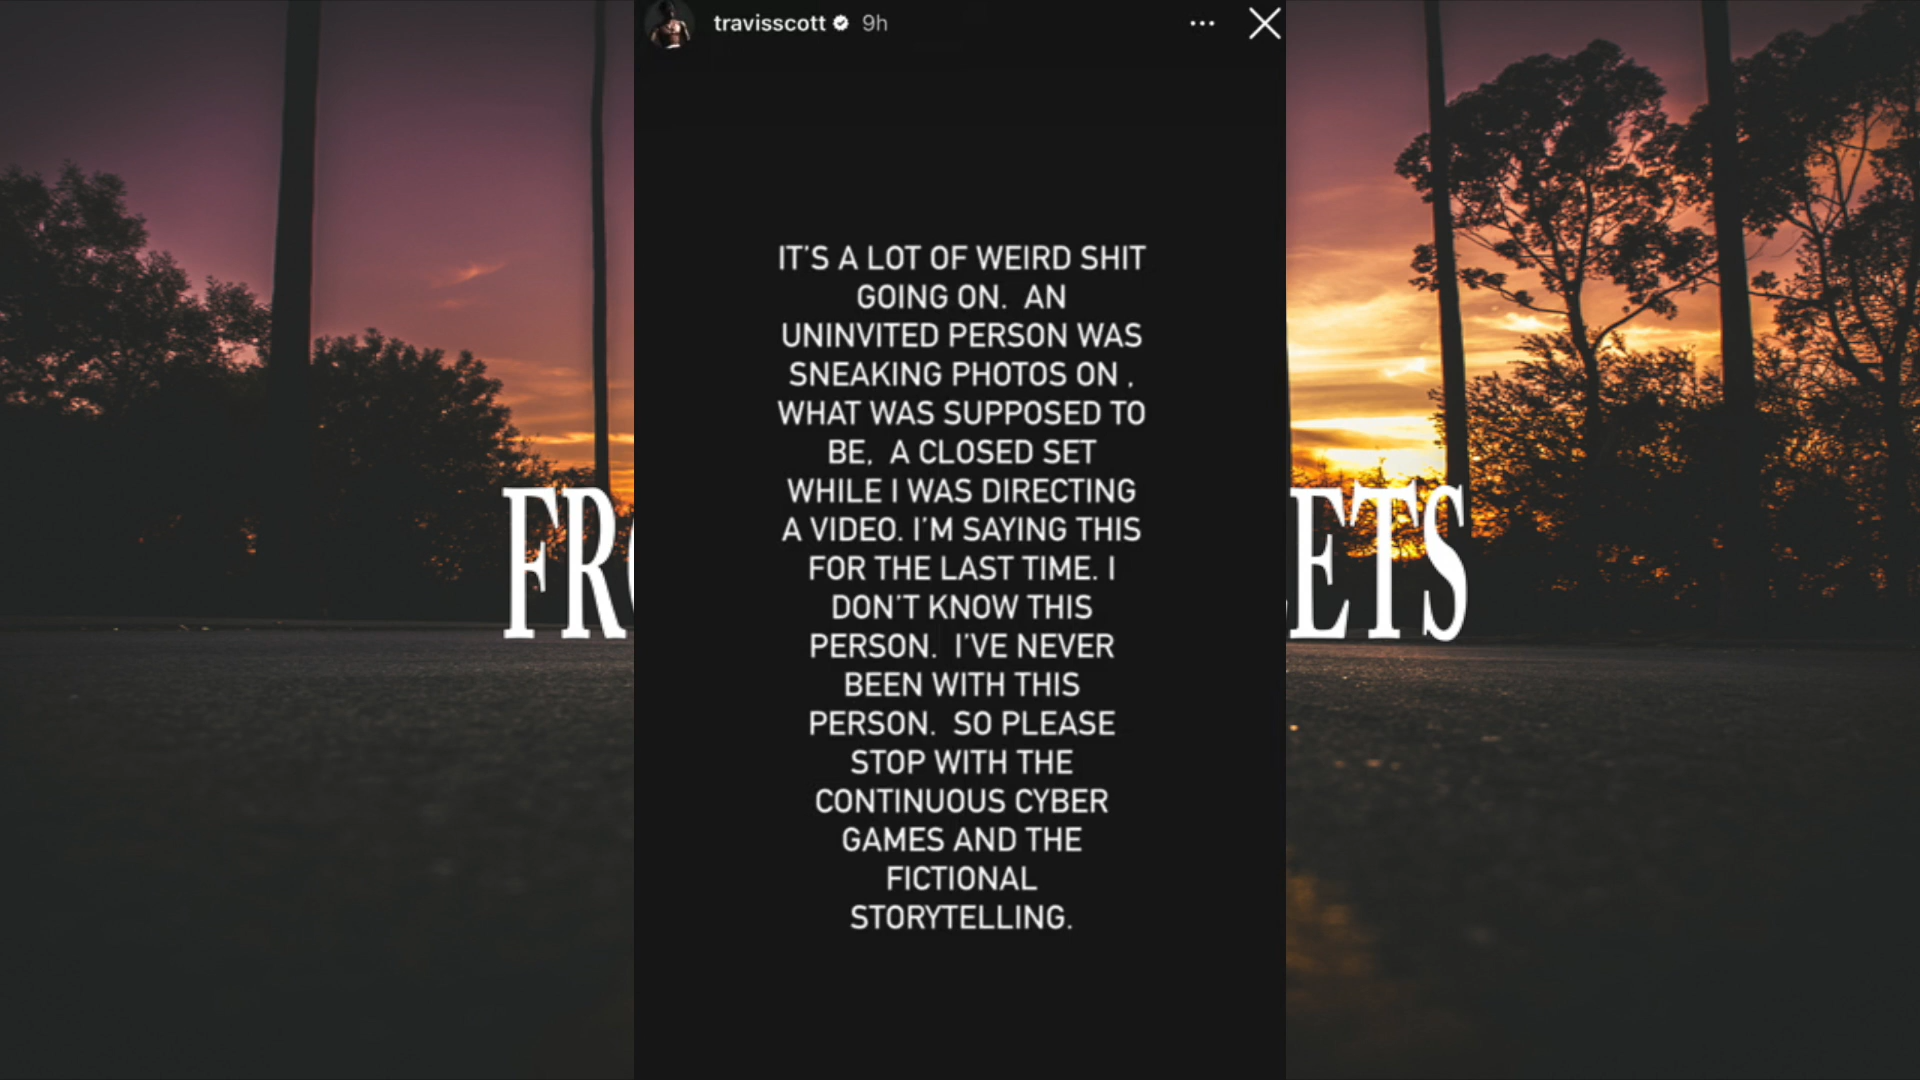 travisscott 9h
IT'S A LOT OF WEIRD SHIT
GOING ON. AN
UNINVITED PERSON WAS
SNEAKING PHOTOS ON ,
WHAT WAS SUPPOSED TO
BE, A CLOSED SET
WHILE I WAS DIRECTING
A VIDEO. I'M SAYING THIS
FOR THE LAST TIME. I
DON'T KNOW THIS
PERSON. I'VE NEVER
BEEN WITH THIS
PERSON. SO PLEASE
STOP WITH THE
CONTINUOUS CYBER
GAMES AND THE
FICTIONAL
STORYTELLING.